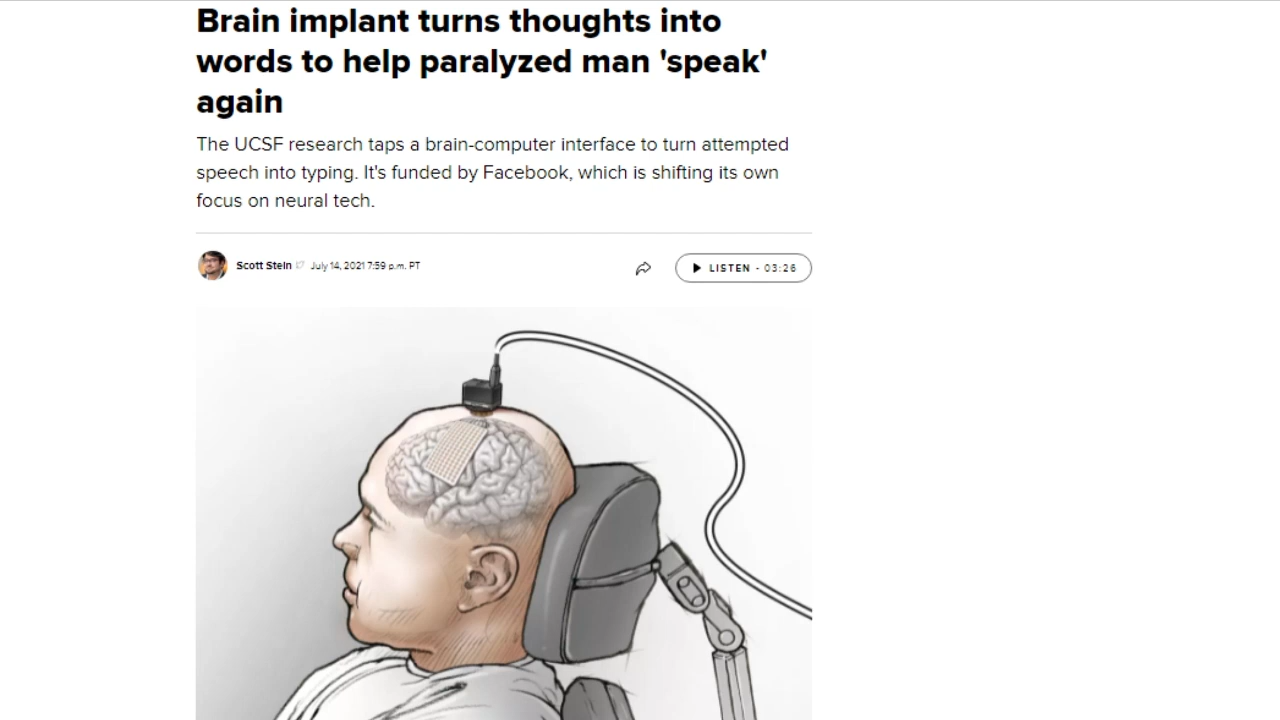 Brain implant turns thoughts into
words to help paralyzed man 'speak'
again
The UCSF research taps a brain-computer interface to turn attempted
speech into typing. It's funded by Facebook, which is shifting its own
focus on neural tech.
Scott Stein July 14, 2021 7:59 p.m. PT
LISTEN - 03:26